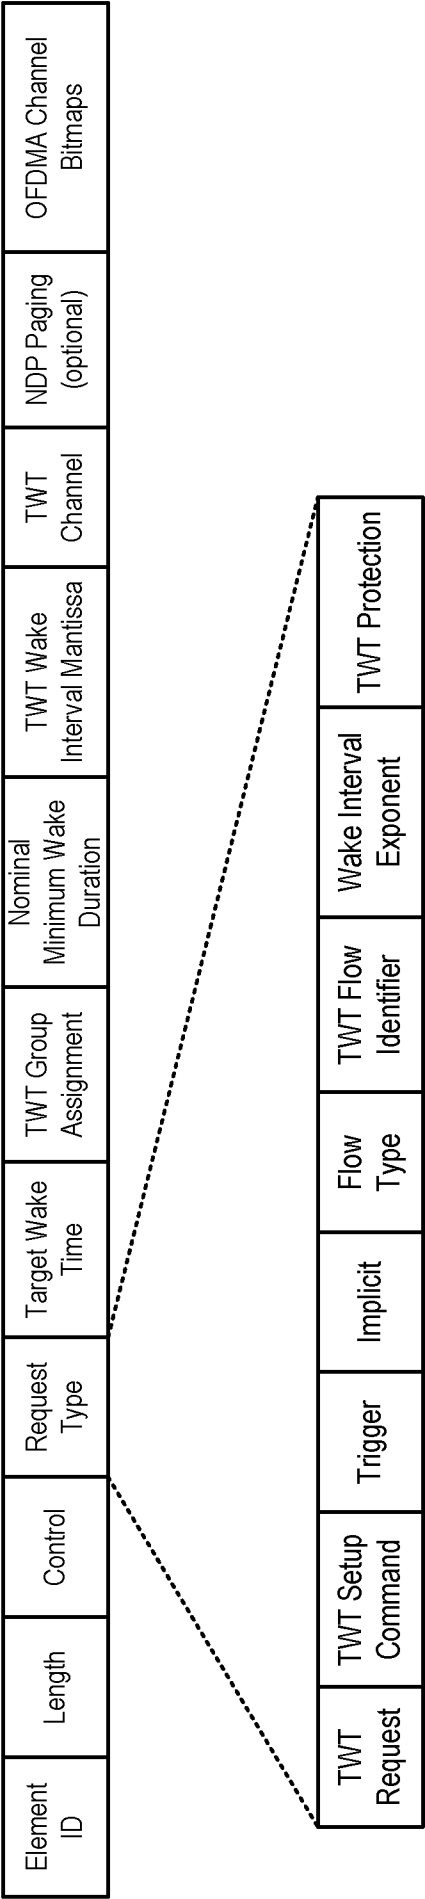 Element
ID
Length
Control
Request
Type
Target Wake
Time
TWT Group
Assignment
Nominal
Minimum Wake
Duration
TWT Wake
Interval Mantissa
TWT
Channel
NDP Paging
(optional)
OFDMA Channel
Bitmaps
TWT
Request
TWT Setup
Command
Trigger
Implicit
Flow
Type
TWT Flow
Identifier
Wake Interval
Exponent
TWT Protection